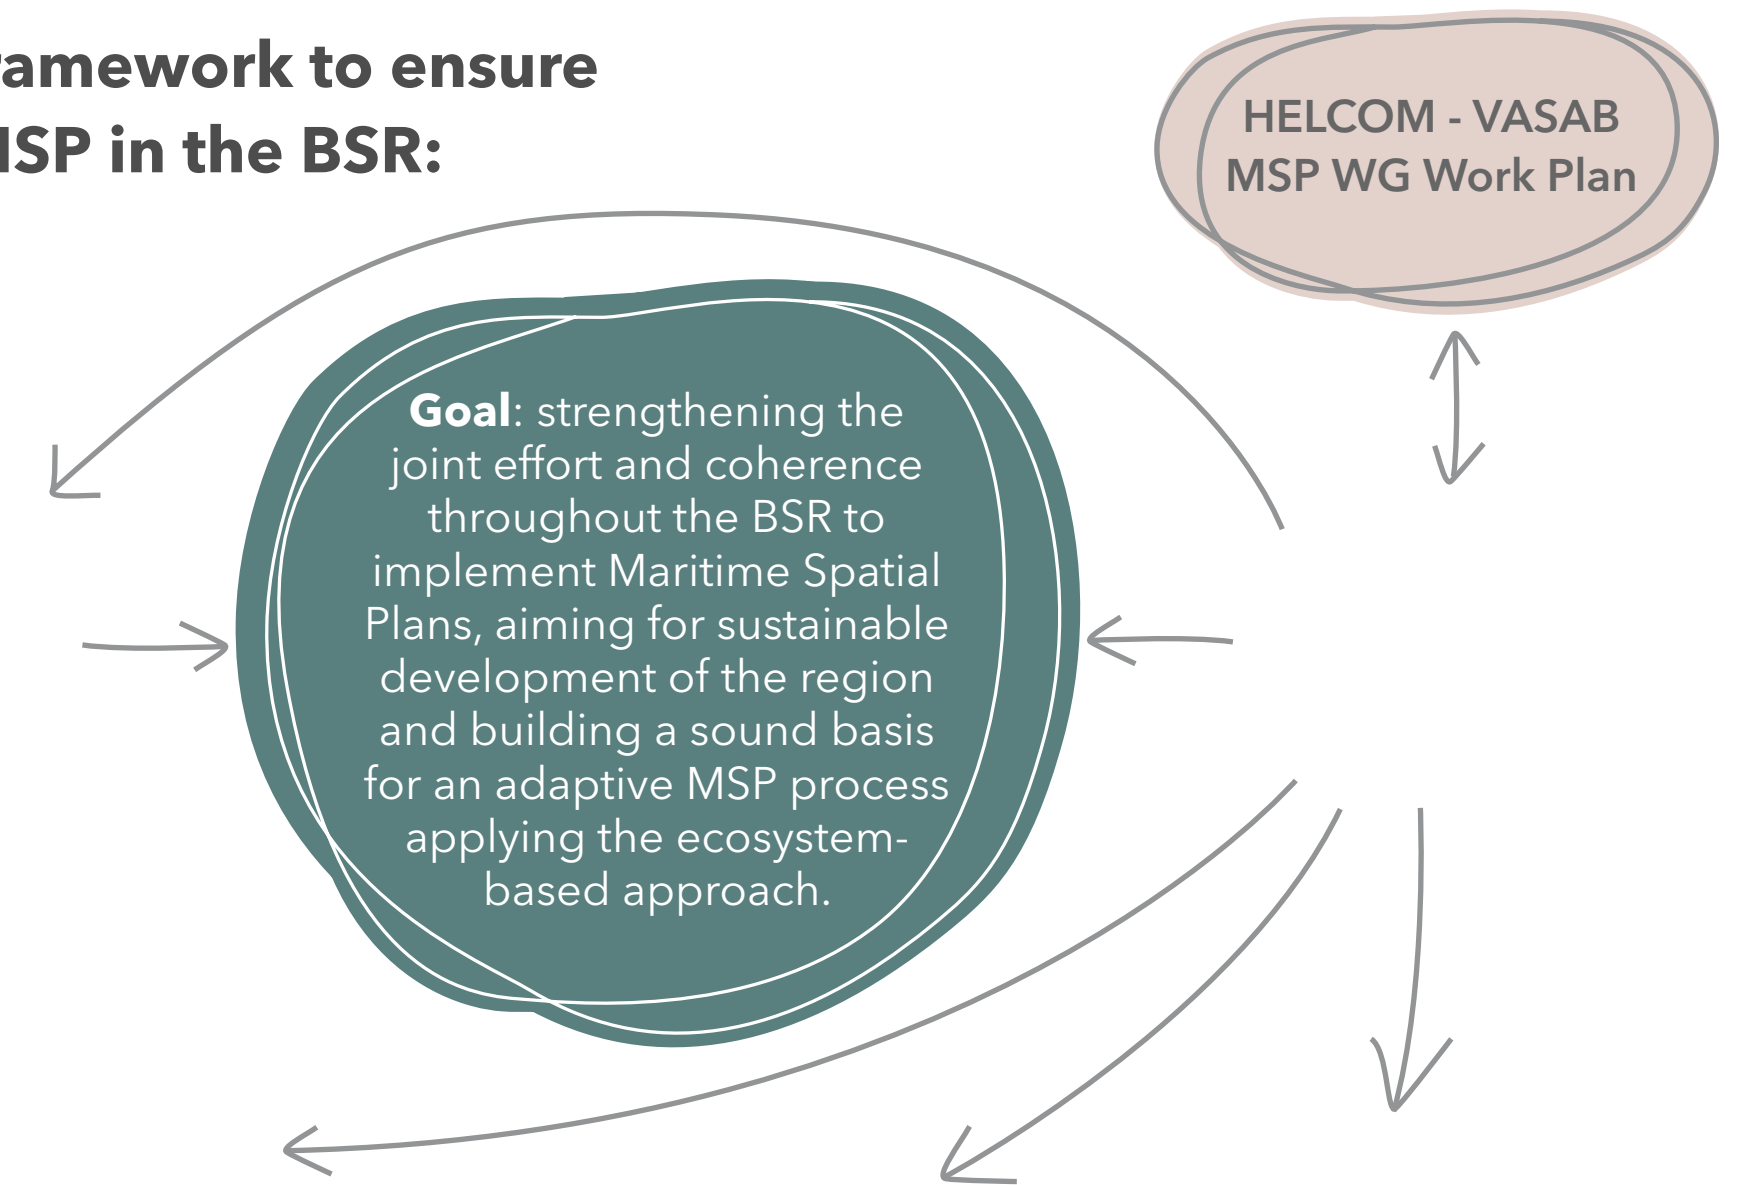 ramework to ensure
MSP in the BSR:
HELCOM - VASAB
MSP WG Work Plan
Goal: strengthening the
joint effort and coherence
throughout the BSR to
implement Maritime Spatial
Plans, aiming for sustainable
development of the region
and building a sound basis
for an adaptive MSP process
applying the ecosystem-
based approach.